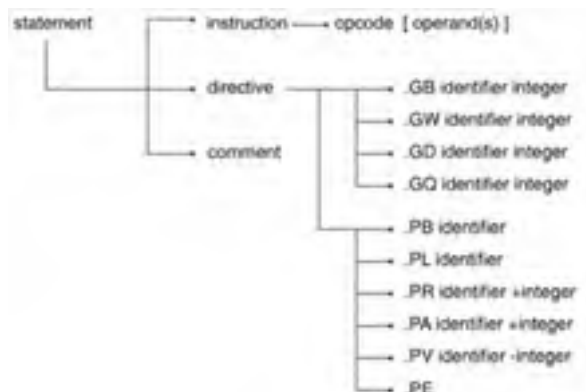 statement instruction opcode [ operand(s) ]
directive .GB identifier integer
.GW identifier integer
comment .GD identifier integer
.GQ identifier integer
.PB identifier
.PL identifier
.PR identifier +integer
.PA identifier +integer
.PV identifier -integer
.PE